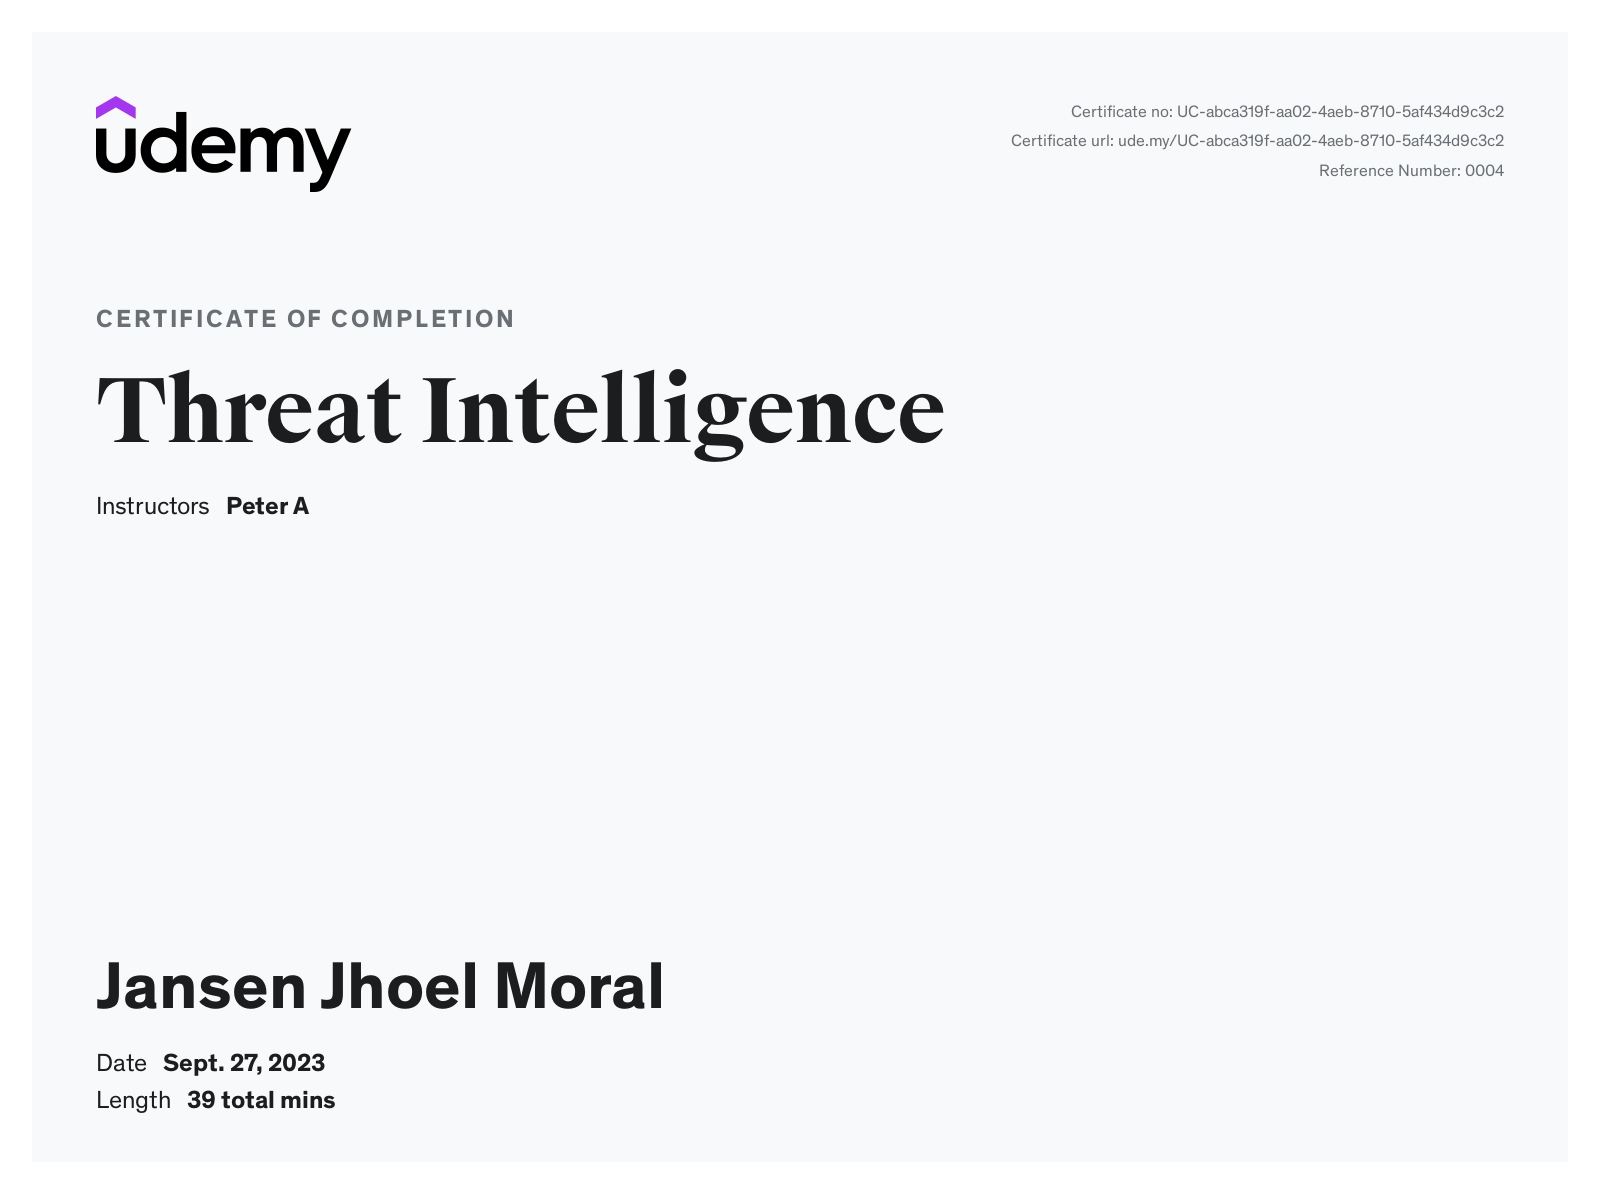 udemy
Certificate no: UC-abca319f-aa02-4aeb-8710-5af434d9c3c2
Certificate url: ude.my/UC-abca319f-aa02-4aeb-8710-5af434d9c3c2
Reference Number: 0004
CERTIFICATE OF COMPLETION
Threat Intelligence
Instructors Peter A
Jansen Jhoel Moral
Date Sept. 27, 2023
Length 39 total mins